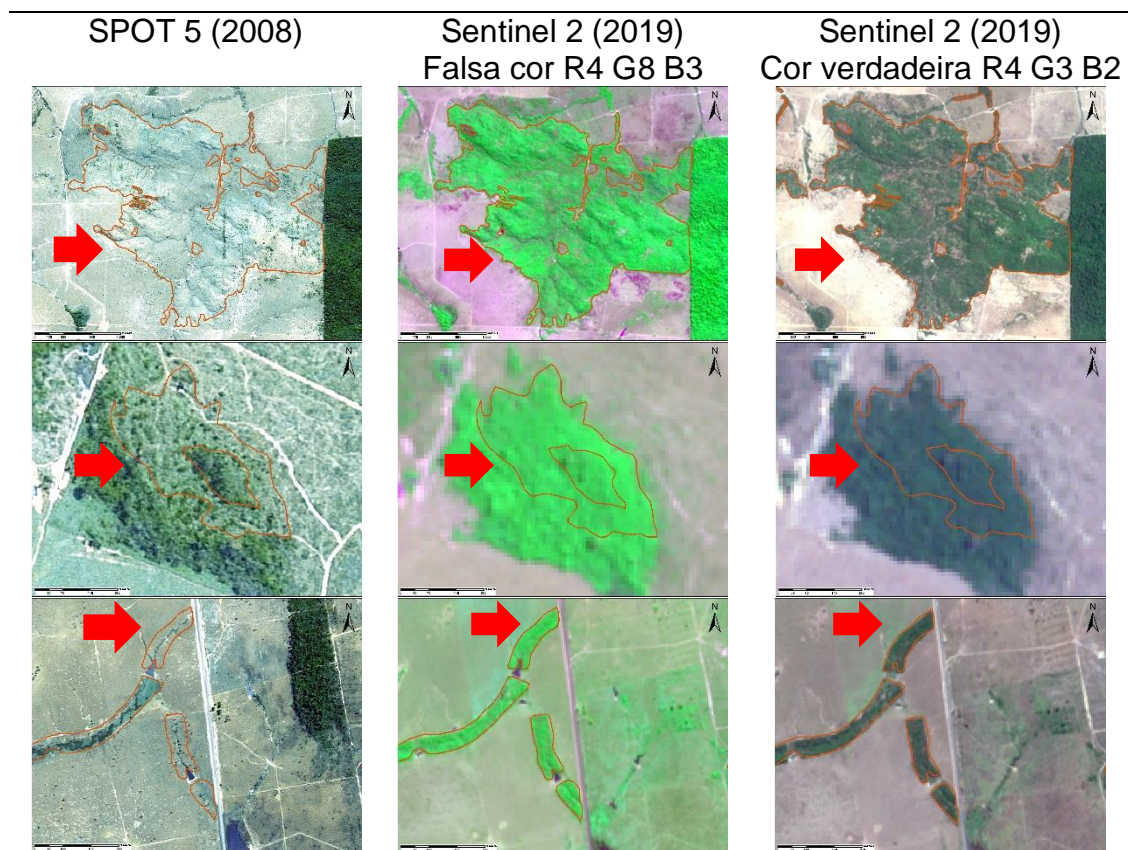 SPOT 5 (2008)
Sentinel 2 (2019)
Falsa cor R4 G8 B3
Sentinel 2 (2019)
Cor verdadeira R4 G3 B2
N
N
N
N
N
N
N
N
N